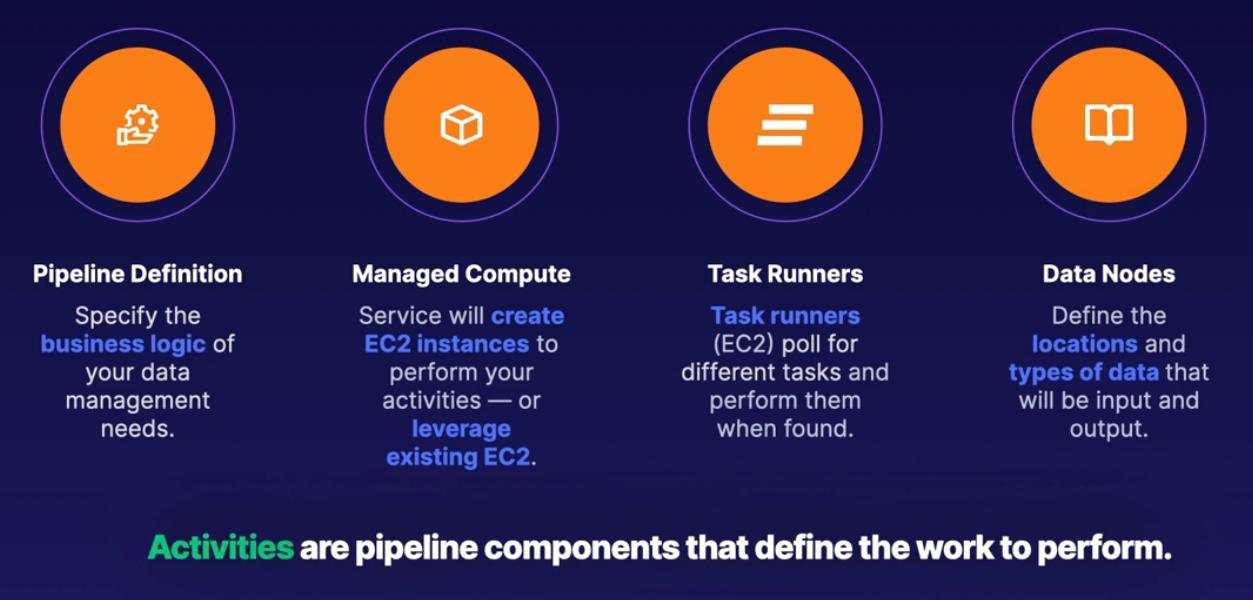 Pipeline Definition
Specify the
business logic of
your data
management
needs.
Managed Compute
Service will create
EC2 instances to
perform your
activities — or
leverage
existing EC2.
Task Runners
Task runners
(EC2) poll for
different tasks and
perform them
when found.
Data Nodes
Define the
locations and
types of data that
will be input and
output.
Activities are pipeline components that define the work to perform.